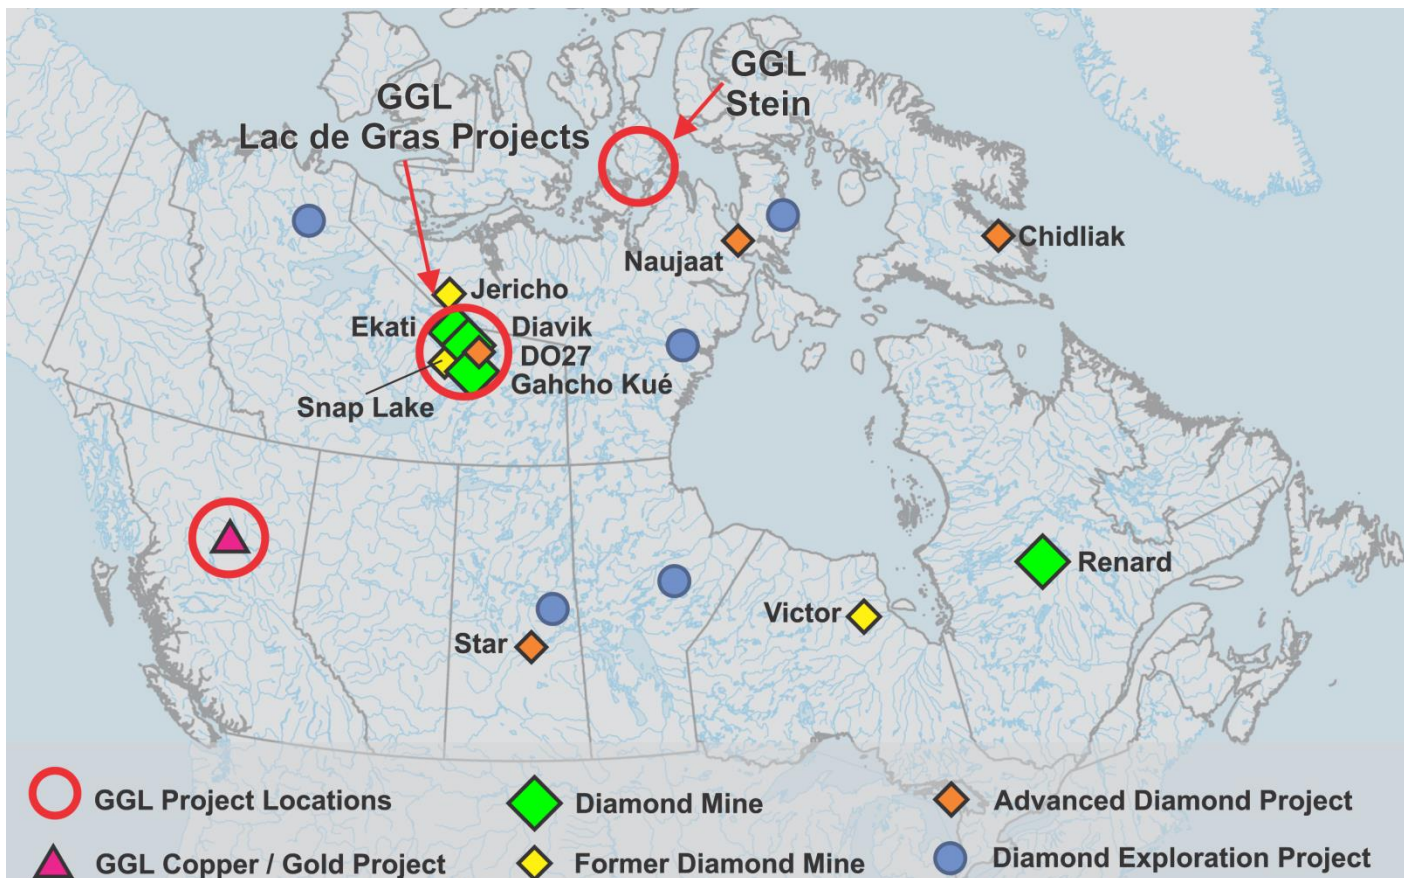 GGL
Stein
GGL
Lac de Gras Projects
Chidliak
Naujaat
Jericho
Ekati
Diavik
DO27
Gahcho Kué
Snap Lake
Renard
Victor
Star
GGL Project Locations
Diamond Mine
Advanced Diamond Project
GGL Copper / Gold Project
Former Diamond Mine
Diamond Exploration Project